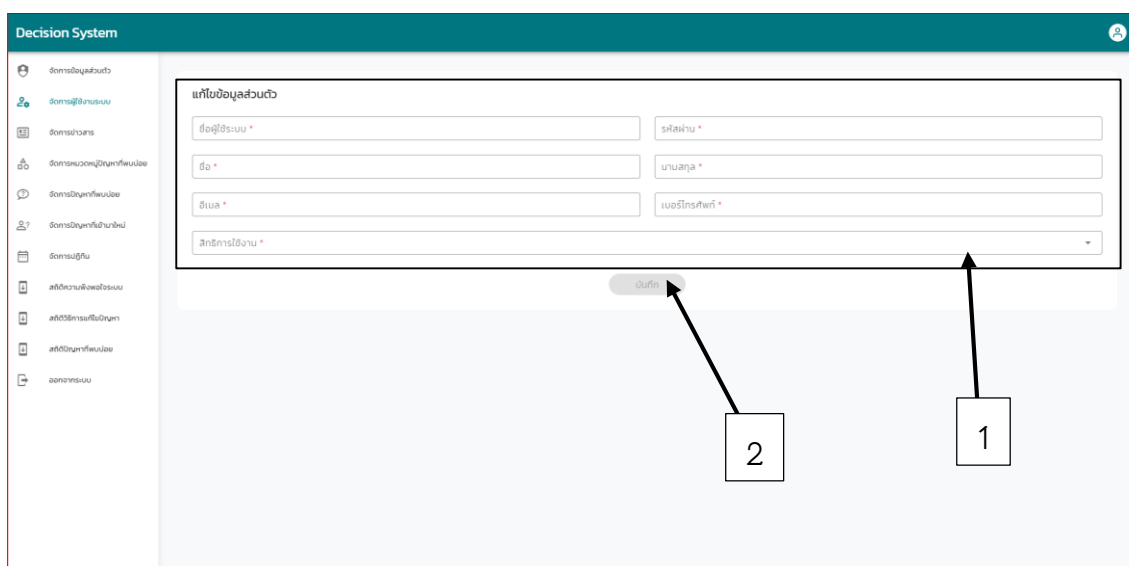 Decision System
จัดการข้อมูลส่วนตัว
จัดการผู้ใช้งานระบบ
จัดการข่าวสาร
จัดการหมวดหมู่ปัญหาที่พบบ่อย
จัดการปัญหาที่พบบ่อย
จัดการปัญหาที่เข้ามาใหม่
จัดการปฏิทิน
สถิติความพึงพอใจระบบ
สถิติวิธีการแก้ไขปัญหา
สถิติปัญหาที่พบบ่อย
ออกจากระบบ
แก้ไขข้อมูลส่วนตัว
ชื่อผู้ใช้ระบบ * รหัสผ่าน *
ชื่อ * นามสกุล *
อีเมล * เบอร์โทรศัพท์ *
สิทธิการใช้งาน *
บันทึก
2 1